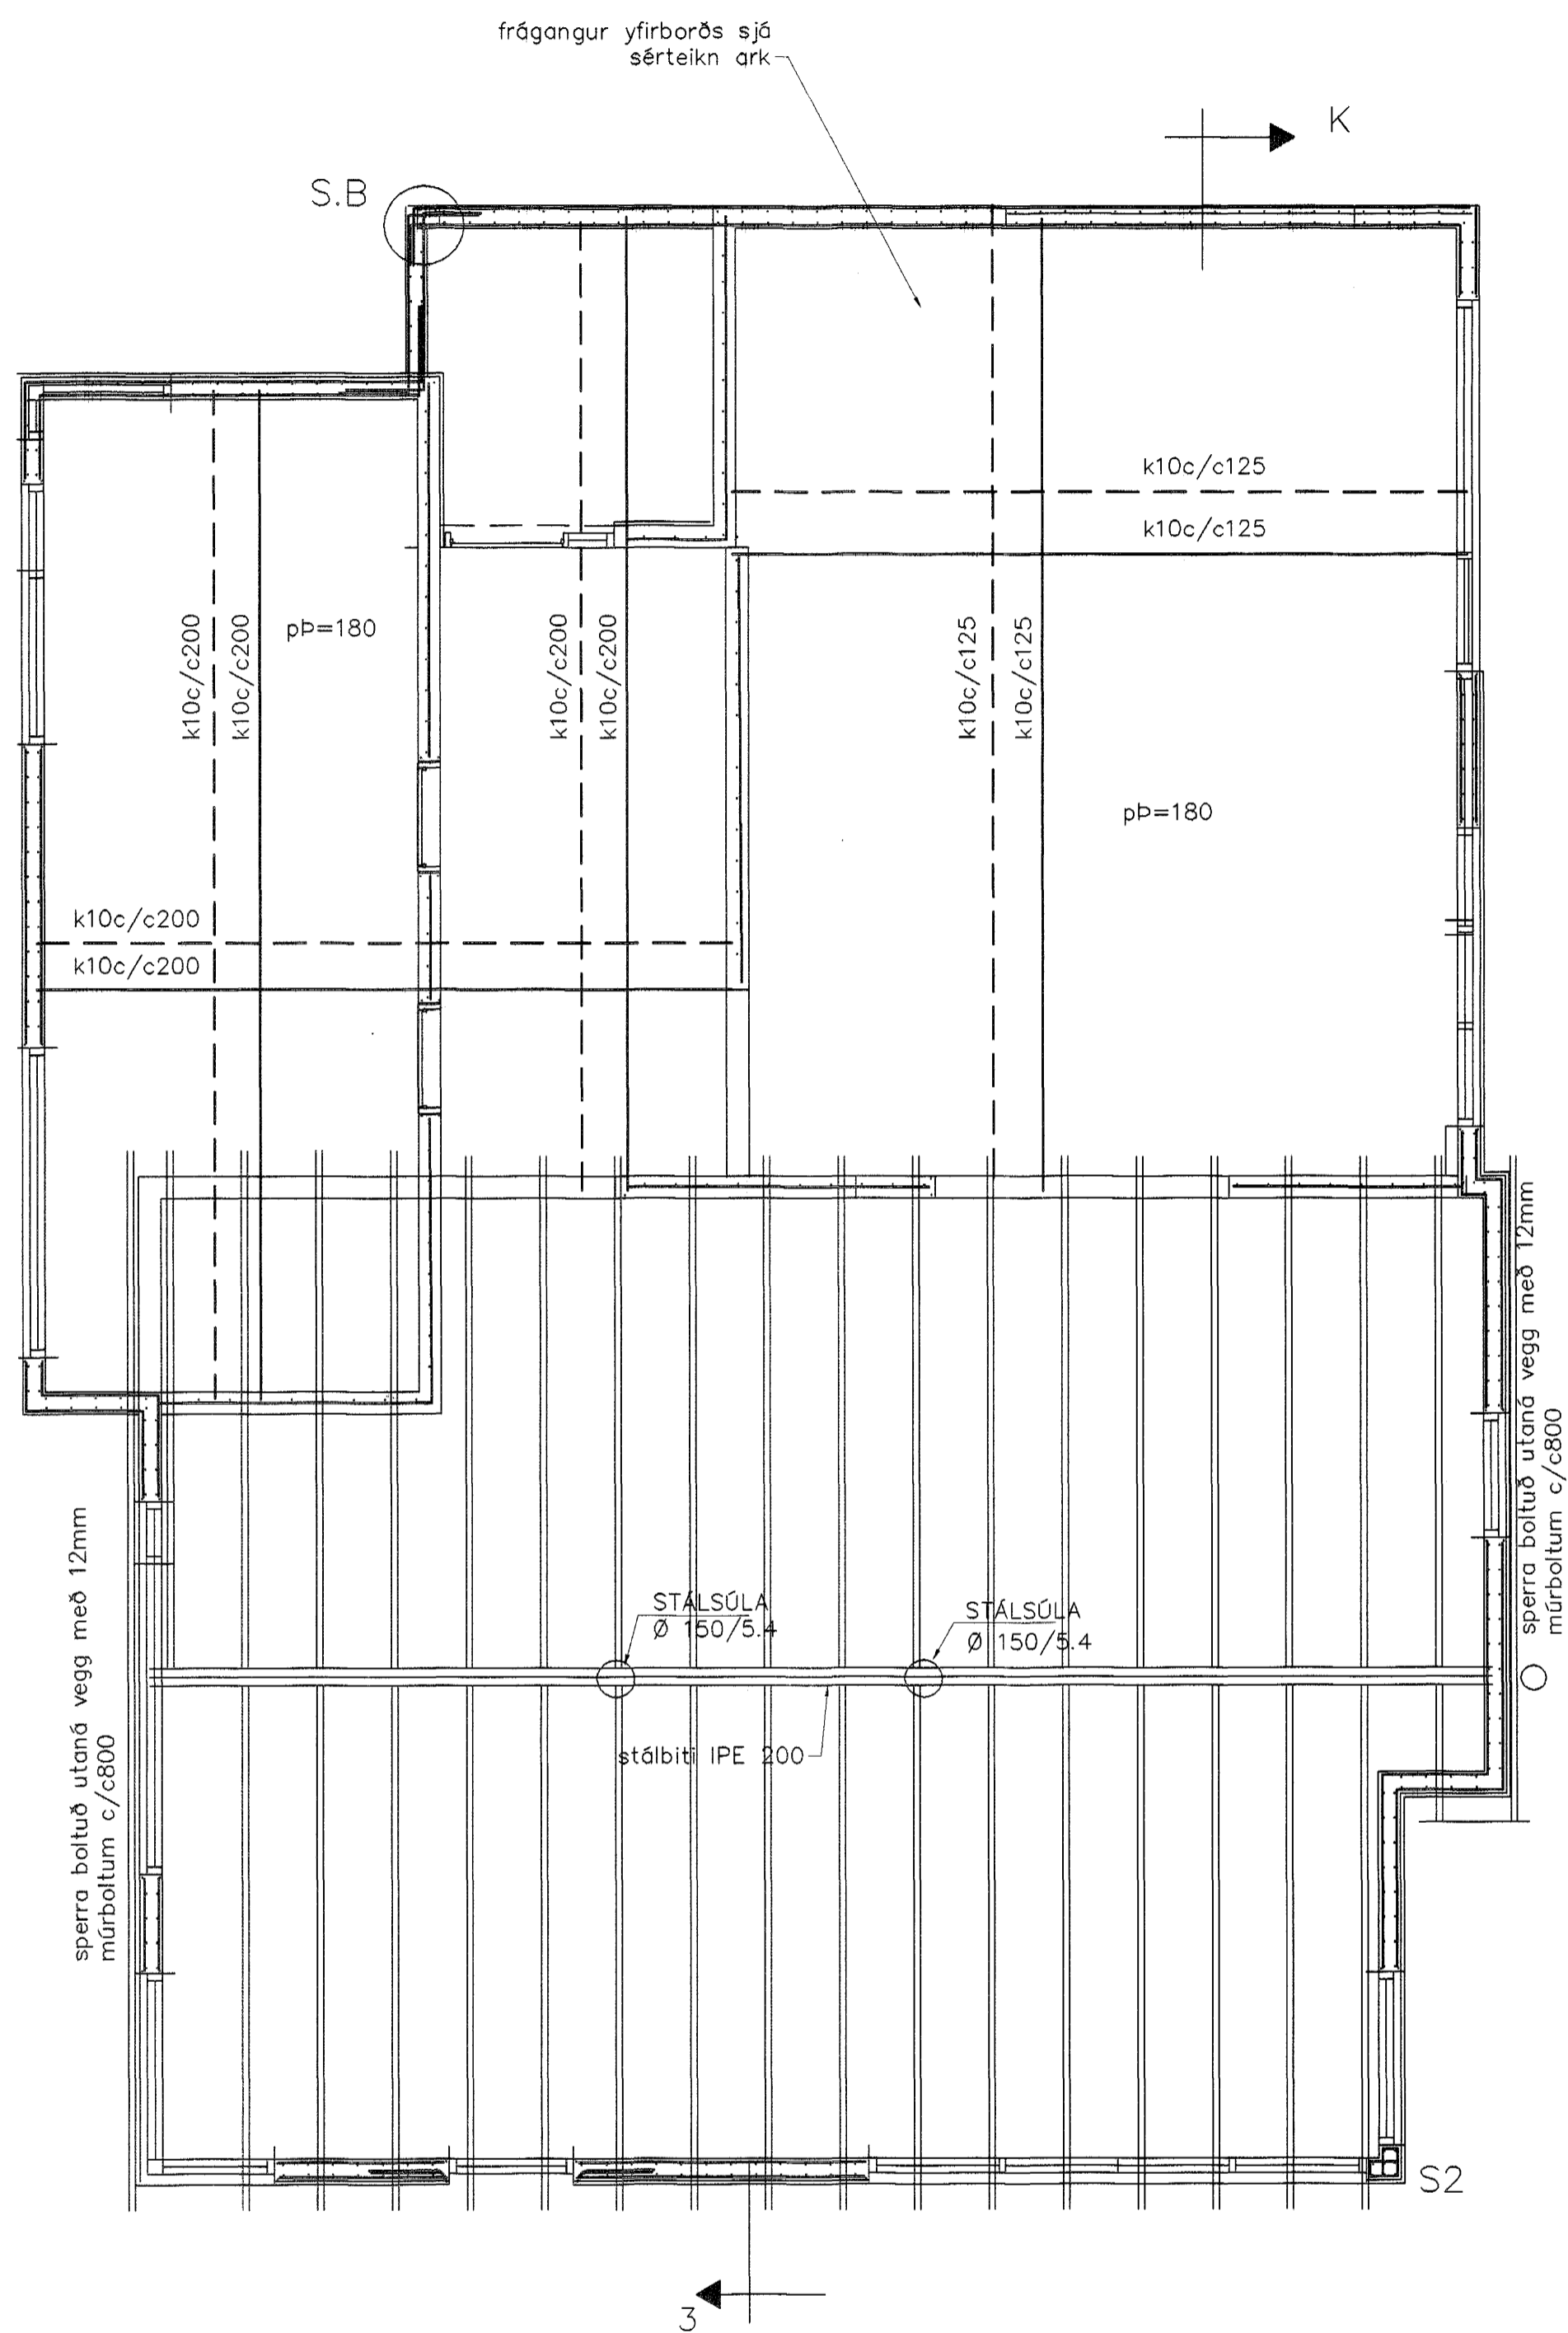 frágangur yfirborðs sjá
sérteikn ark
K
S.B
k10c/c125
k10c/c125
k10c/c200
k10c/c200
pÞ=180
k10c/c200
k10c/c200
k10c/c125
k10c/c125
pÞ=180
k10c/c200
k10c/c200
sperra boltuð utaná vegg með 12mm
múrboltum c/c800
sperra boltuð utaná vegg með 12mm
múrboltum c/c800
STÁLSÚLA
Ø 150/5.4
STÁLSÚLA
Ø 150/5.4
stálbiti IPE 200
S2
3